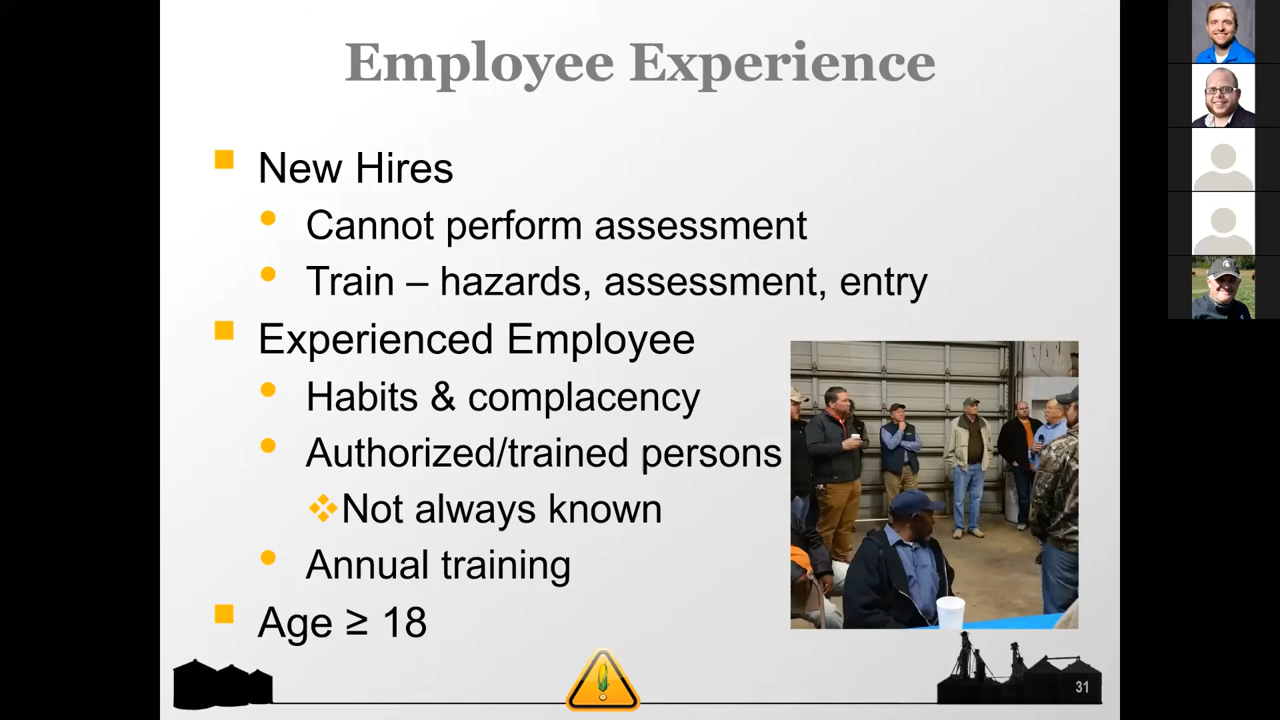 Employee Experience
New Hires
Cannot perform assessment
Train – hazards, assessment, entry
Experienced Employee
Habits & complacency
Authorized/trained persons
Not always known
Annual training
Age ≥ 18
31